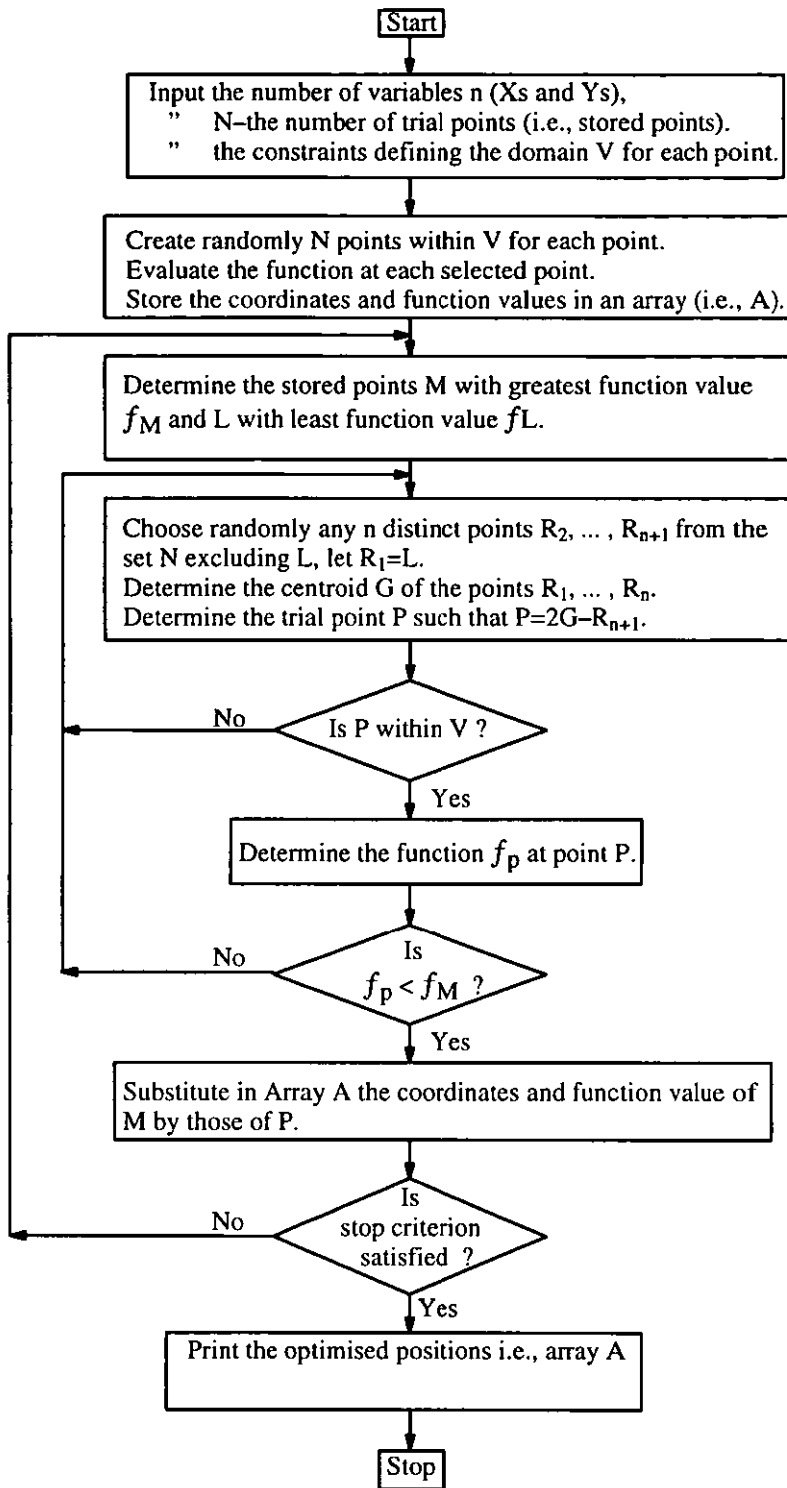 Start
Input the number of variables n (Xs and Ys),
” N–the number of trial points (i.e., stored points).
” the constraints defining the domain V for each point.
Create randomly N points within V for each point.
Evaluate the function at each selected point.
Store the coordinates and function values in an array (i.e., A).
Determine the stored points M with greatest function value
fM and L with least function value fL.
Choose randomly any n distinct points R2, ... , Rn+1 from the
set N excluding L, let R1=L.
Determine the centroid G of the points R1, ... , Rn.
Determine the trial point P such that P=2G–Rn+1.
No
Is P within V ?
Yes
Determine the function fp at point P.
No
Is
fp < fM ?
Yes
Substitute in Array A the coordinates and function value of
M by those of P.
No
Is
stop criterion
satisfied ?
Yes
Print the optimised positions i.e., array A
Stop